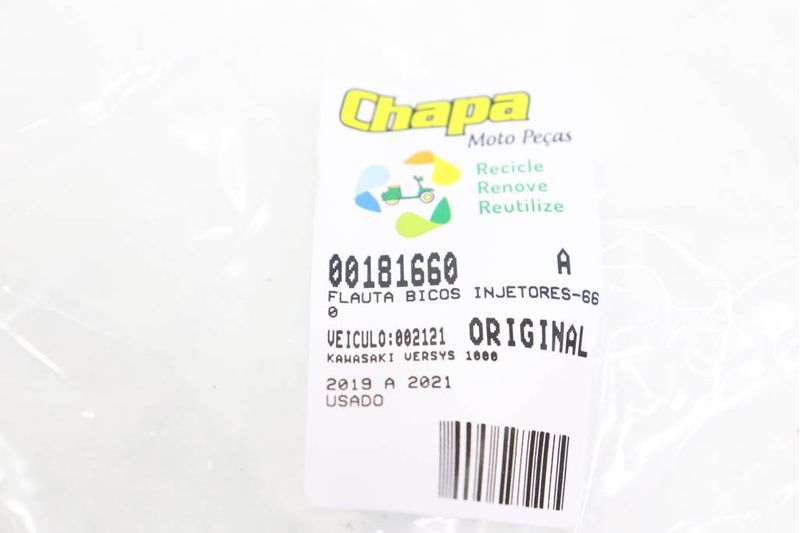 Chapa
Moto Peças
Recicle
Renove
Reutilize
00181660 A
FLAUTA BICOS INJETORES-66
0
VEICULO:002121 ORIGINAL
KAWASAKI VERSYS 1000
2019 A 2021
USADO